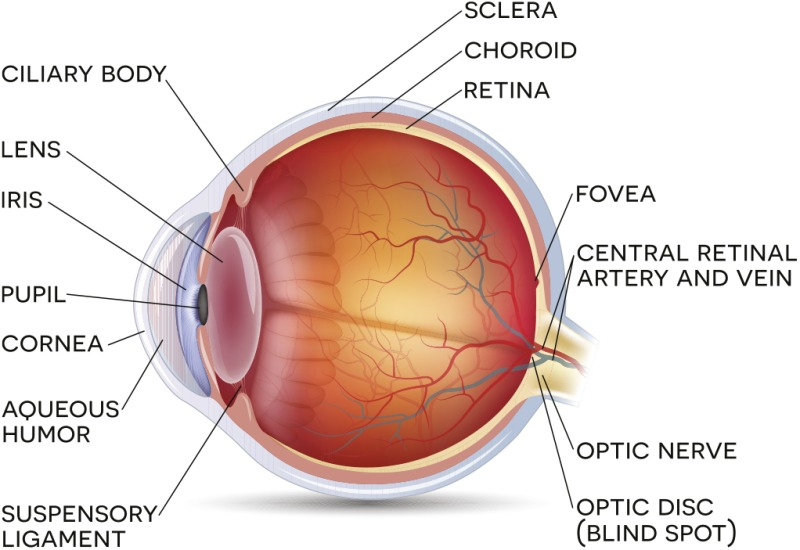 SCLERA
CHOROID
RETINA
CILIARY BODY
LENS
IRIS
PUPIL
CORNEA
AQUEOUS
HUMOR
SUSPENSORY
LIGAMENT
FOVEA
CENTRAL RETINAL
ARTERY AND VEIN
OPTIC NERVE
OPTIC DISC
(BLIND SPOT)